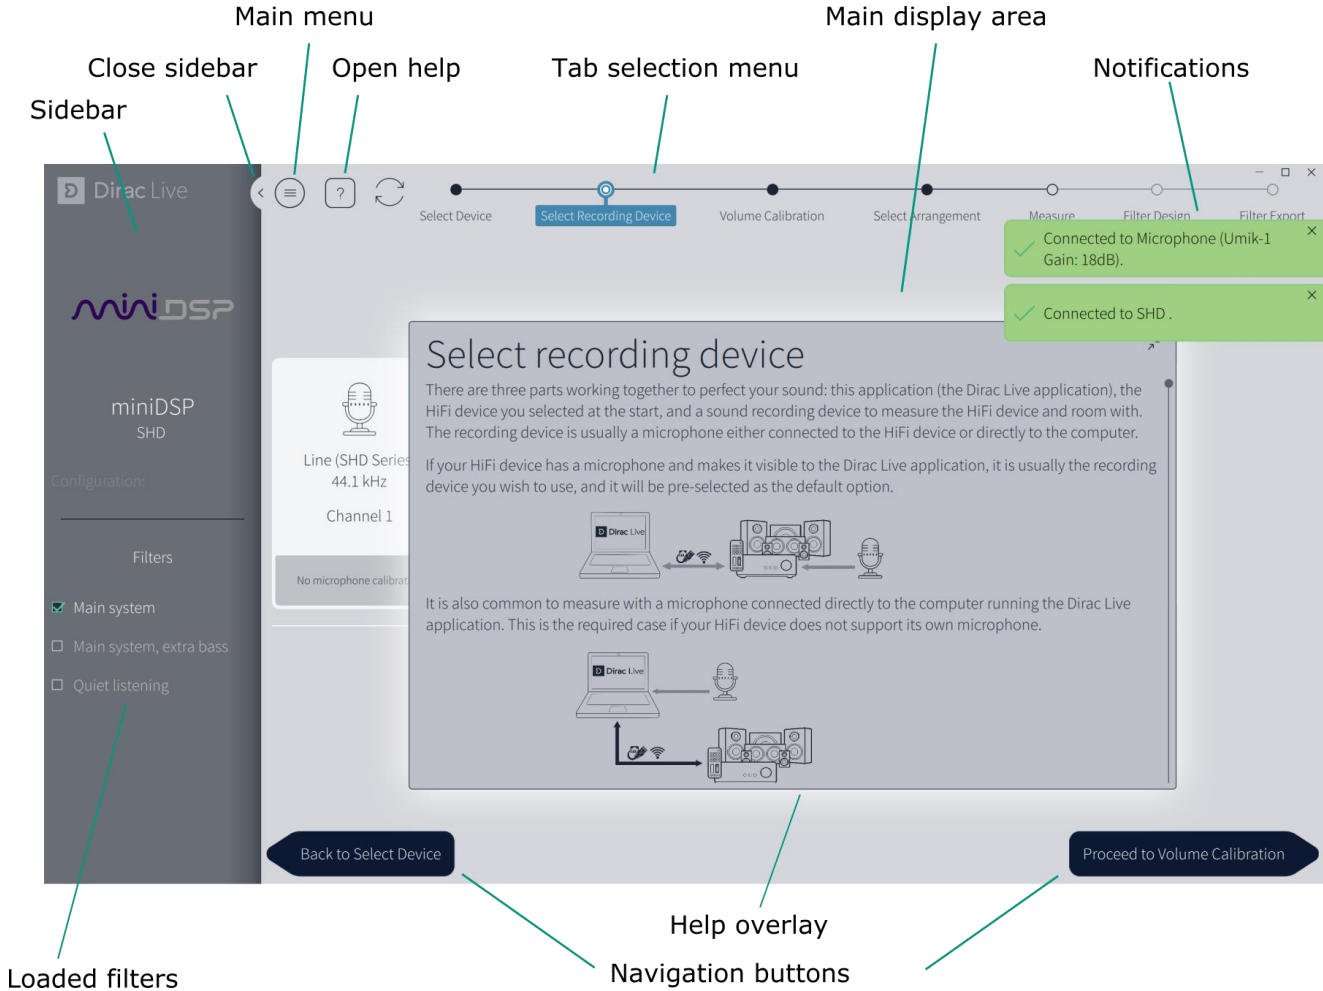 Main menu
Main display area
Close sidebar
Open help
Tab selection menu
Notifications
Sidebar
Dirac Live
?
Select Device
Select Recording Device
Volume Calibration
Select Arrangement
Measure
Filter Design
Filter Export
Connected to Microphone (Umik-1
Gain: 18dB).
Connected to SHD .
miniDSP
miniDSP
SHD
Configuration:
Filters
Main system
Main system, extra bass
Quiet listening
Line (SHD Series
44.1 kHz
Channel 1
No microphone calibrat
Select recording device
There are three parts working together to perfect your sound: this application (the Dirac Live application), the
HiFi device you selected at the start, and a sound recording device to measure the HiFi device and room with.
The recording device is usually a microphone either connected to the HiFi device or directly to the computer.
If your HiFi device has a microphone and makes it visible to the Dirac Live application, it is usually the recording
device you wish to use, and it will be pre-selected as the default option.
Dirac Live
It is also common to measure with a microphone connected directly to the computer running the Dirac Live
application. This is the required case if your HiFi device does not support its own microphone.
Dirac Live
Back to Select Device
Proceed to Volume Calibration
Help overlay
Navigation buttons
Loaded filters